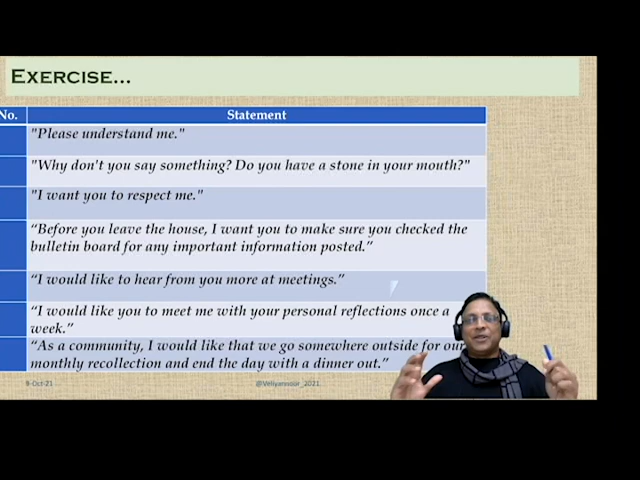 Exercise...
No. Statement
"Please understand me."
"Why don't you say something? Do you have a stone in your mouth?"
"I want you to respect me."
“Before you leave the house, I want you to make sure you checked the
bulletin board for any important information posted.”
“I would like to hear from you more at meetings.”
“I would like you to meet me with your personal reflections once a
week.”
“As a community, I would like that we go somewhere outside for our
monthly recollection and end the day with a dinner out.”
9-Oct-21 @Veliyannoor_2021